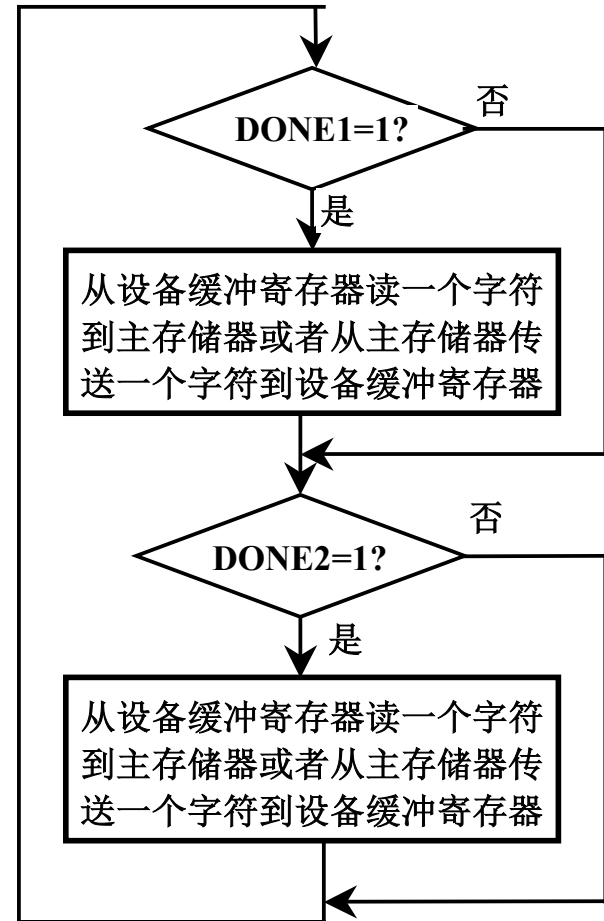 DONE1=1?
否
是
从设备缓冲寄存器读一个字符
到主存储器或者从主存储器传
送一个字符到设备缓冲寄存器
否
DONE2=1?
是
从设备缓冲寄存器读一个字符
到主存储器或者从主存储器传
送一个字符到设备缓冲寄存器